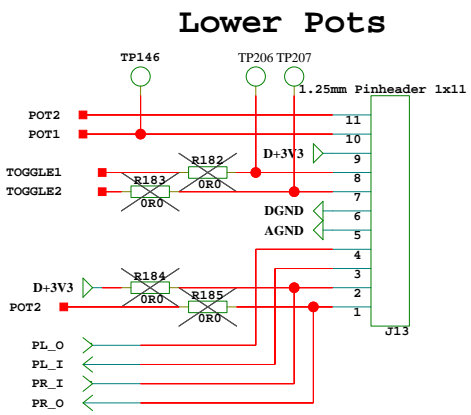 Lower Pots
TP146
TP206
TP207
1.25mm Pinheader 1x11
POT2
11
POT1
10
D+3V3
9
TOGGLE1
R182
0R0
8
TOGGLE2
R183
0R0
7
DGND
6
AGND
5
4
3
D+3V3
R184
0R0
2
POT2
R185
0R0
1
J13
PL_O
PL_I
PR_I
PR_O